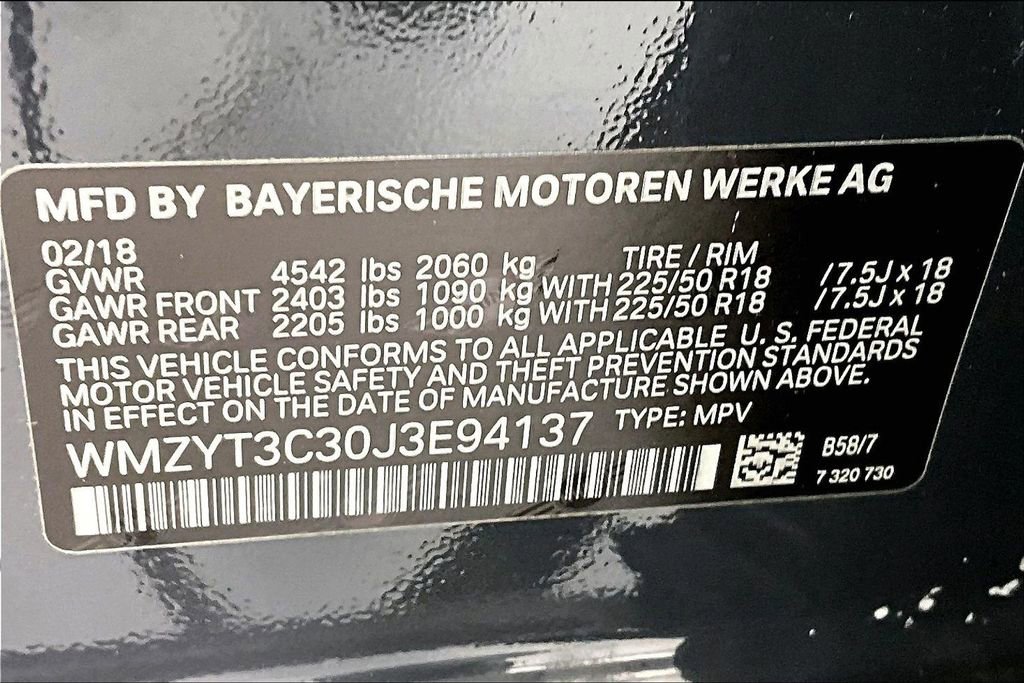 MFD BY BAYERISCHE MOTOREN WERKE AG
02/18 TIRE / RIM
GVWR 4542 lbs 2060 kg
GAWR FRONT 2403 lbs 1090 kg WITH 225/50 R18 / 7.5J x 18
GAWR REAR 2205 lbs 1000 kg WITH 225/50 R18 / 7.5J x 18
THIS VEHICLE CONFORMS TO ALL APPLICABLE U. S. FEDERAL
MOTOR VEHICLE SAFETY AND THEFT PREVENTION STANDARDS
IN EFFECT ON THE DATE OF MANUFACTURE SHOWN ABOVE.
WMZYT3C30J3E94137 TYPE: MPV
B58/7
7 320 730